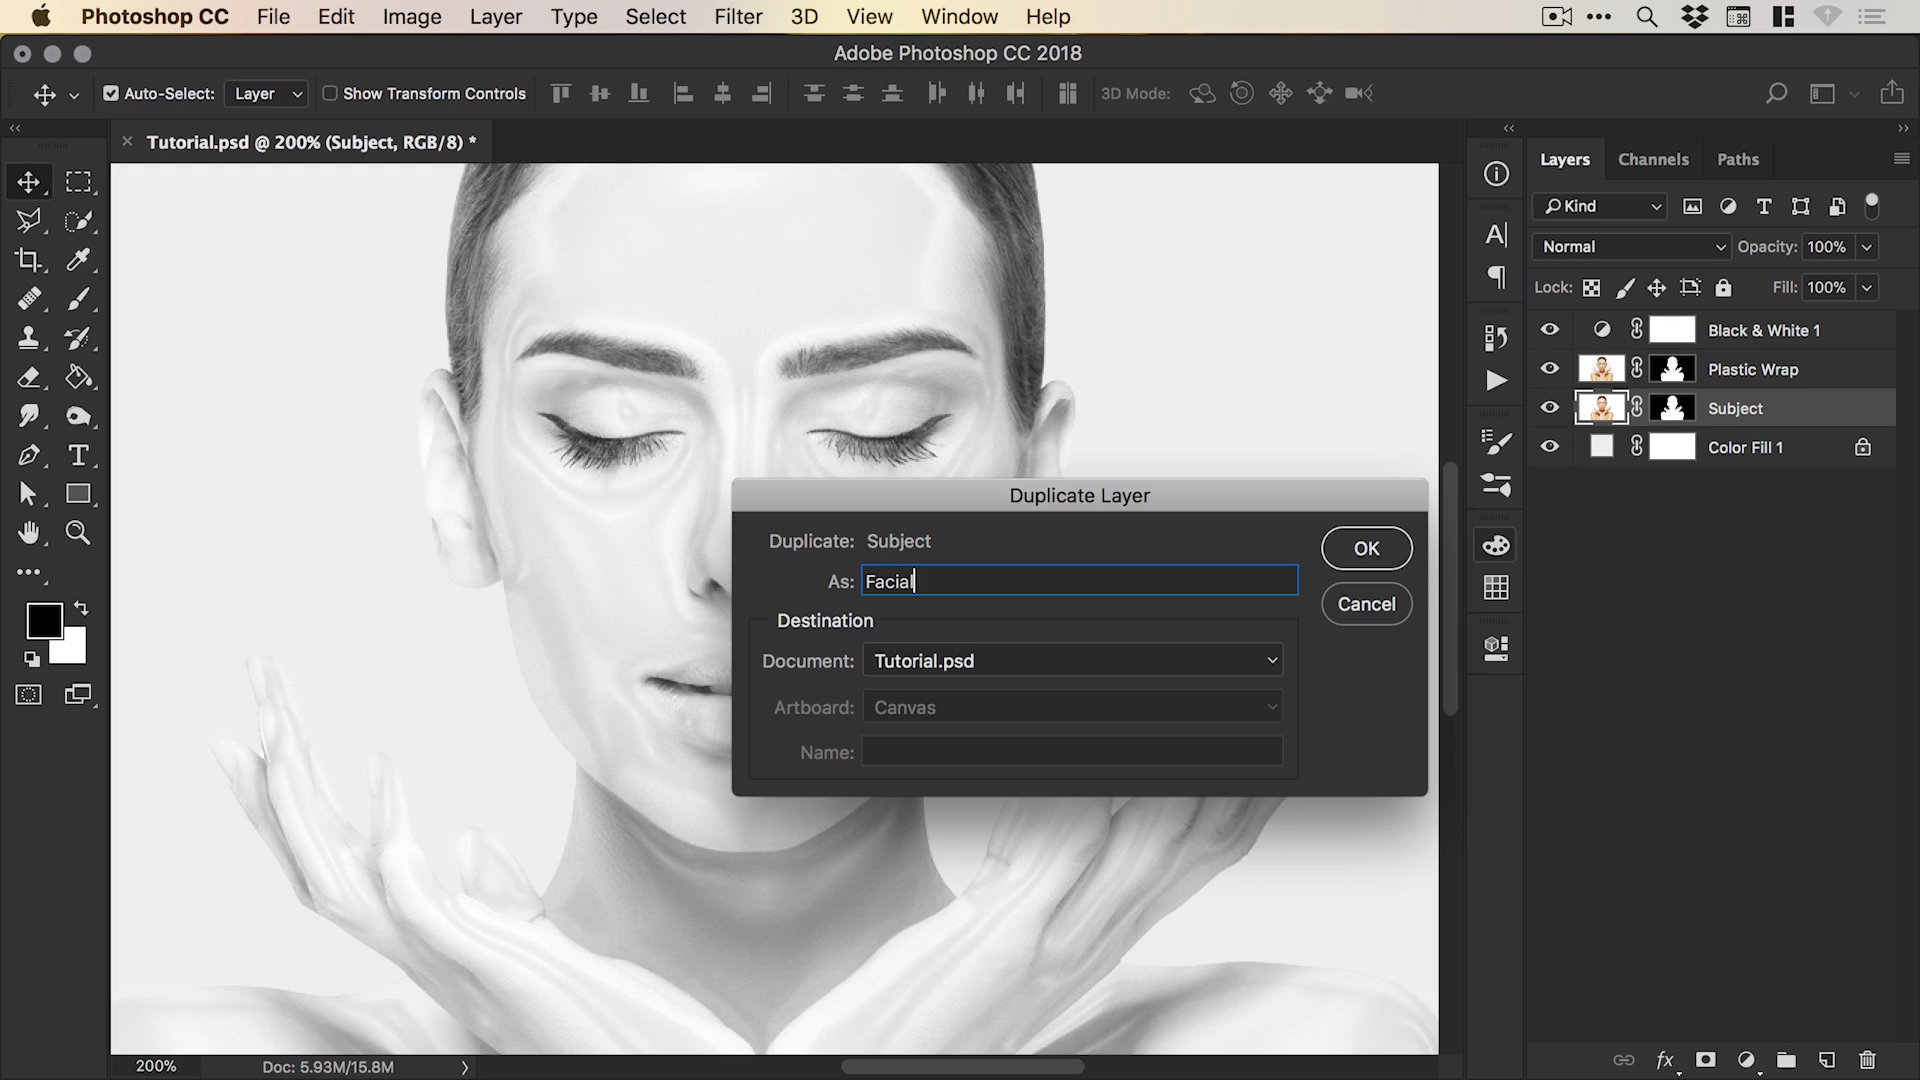 Photoshop CC File Edit Image Layer Type Select Filter 3D View Window Help
Adobe Photoshop CC 2018
Auto-Select: Layer Show Transform Controls 3D Mode:
Tutorial.psd @ 200% (Subject, RGB/8) *
Layers Channels Paths
Kind
Normal Opacity: 100%
Lock: Fill: 100%
Black & White 1
Plastic Wrap
Subject
Color Fill 1
Duplicate Layer
Duplicate: Subject
As: Facial
OK
Cancel
Destination
Document: Tutorial.psd
Artboard: Canvas
Name:
200% Doc: 5.93M/15.8M
fx